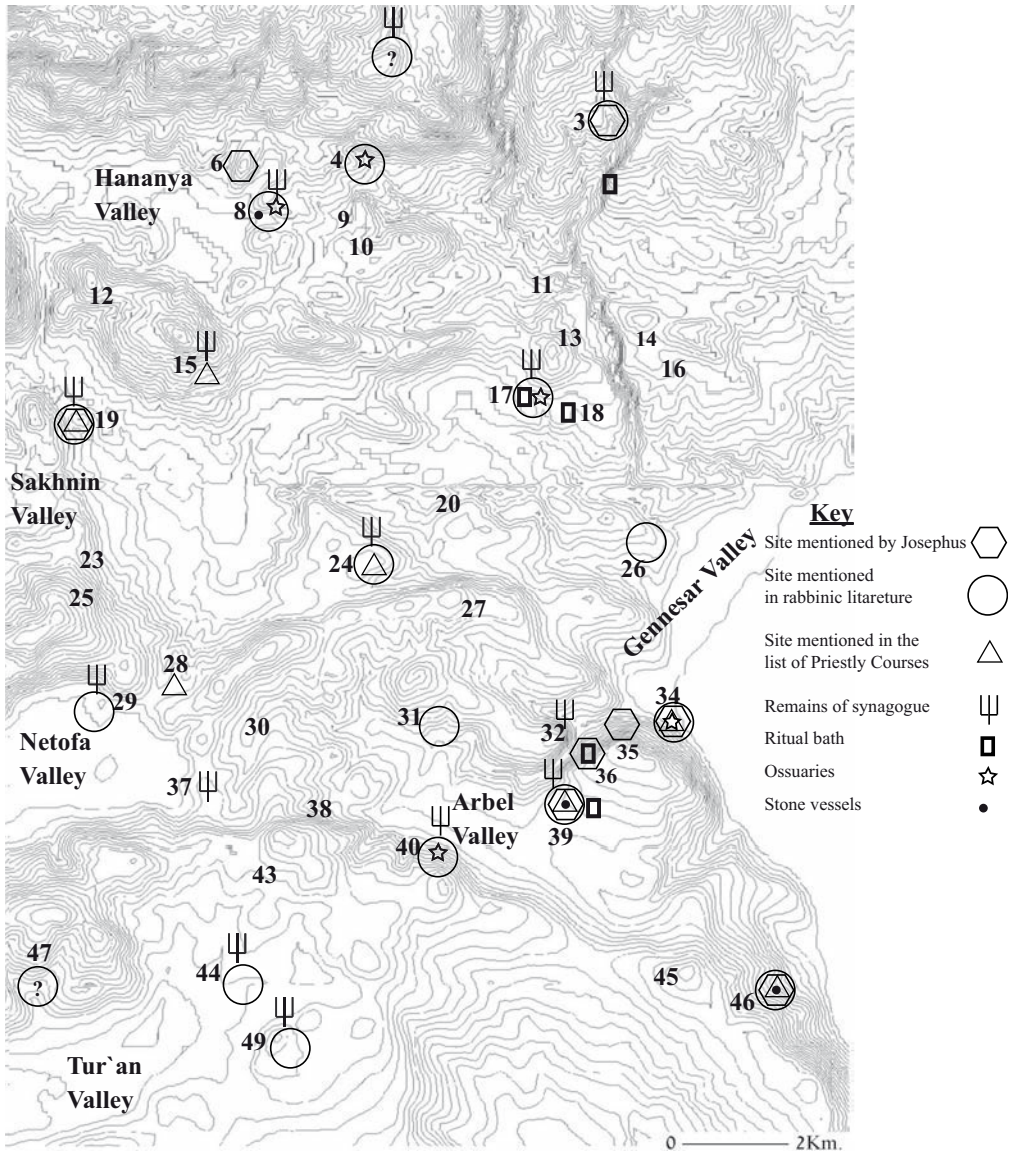 ?
3
6
4
Hananya
Valley
8
9
10
11
12
13
14
15
16
17
18
19
Sakhnin
Valley
20
23
24
25
26
27
Gennesar Valley
28
29
30
31
32
34
35
36
Netofa
Valley
37
38
Arbel
Valley
39
40
43
44
45
46
47
?
49
Tur`an
Valley
0 2Km.
Key
Site mentioned by Josephus
Site mentioned
in rabbinic litareture
Site mentioned in the
list of Priestly Courses
Remains of synagogue
Ritual bath
Ossuaries
Stone vessels